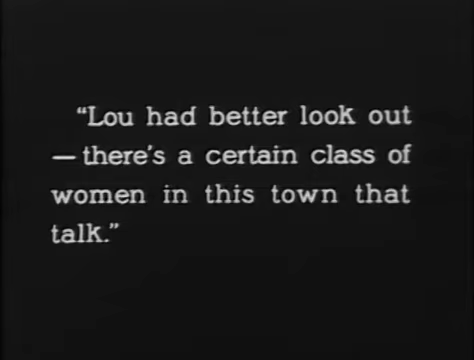 “Lou had better look out
— there’s a certain class of
women in this town that
talk.”